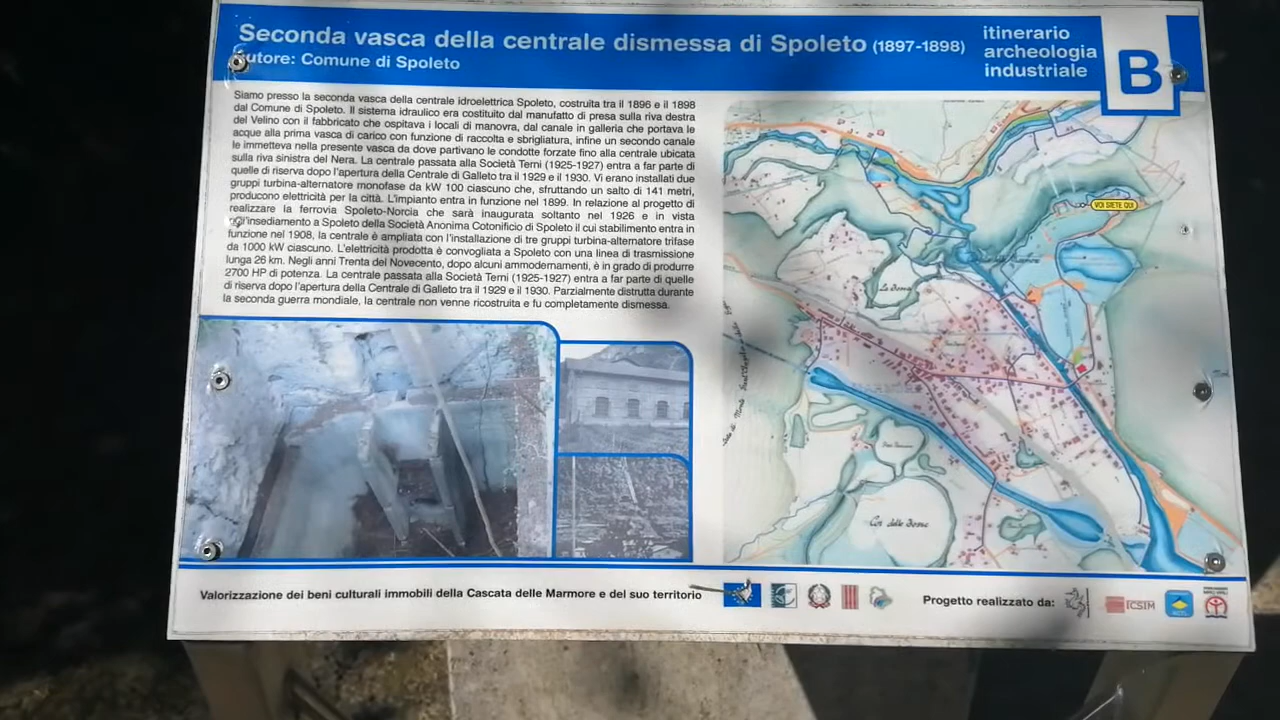 Seconda vasca della centrale dismessa di Spoleto (1897-1898)
utore: Comune di Spoleto
itinerario
archeologia
industriale
B
Siamo presso la seconda vasca della centrale idroelettrica Spoleto, costruita tra il 1896 e il 1898
dal Comune di Spoleto. Il sistema idraulico era costituito dal manufatto di presa sulla riva destra
del Velino con il fabbricato che ospitava i locali di manovra, dal canale in galleria che portava le
acque alla prima vasca di carico con funzione di raccolta e sbrigliatura, infine un secondo canale
le immetteva nella presente vasca da dove partivano le condotte forzate fino alla centrale ubicata
sulla riva sinistra del Nera. La centrale passata alla Società Terni (1925-1927) entra a far parte di
quelle di riserva dopo l'apertura della Centrale di Galleto tra il 1929 e il 1930. Vi erano installati due
gruppi turbina-alternatore monofase da kW 100 ciascuno che, sfruttando un salto di 141 metri,
producono elettricità per la città. L'impianto entra in funzione nel 1899. In relazione al progetto di
realizzare la ferrovia Spoleto-Norcia che sarà inaugurata soltanto nel 1926 e in vista
dell'insediamento a Spoleto della Società Anonima Cotonificio di Spoleto il cui stabilimento entra in
funzione nel 1908, la centrale è ampliata con l'installazione di tre gruppi turbina-alternatore trifase
da 1000 kW ciascuno. L'elettricità prodotta è convogliata a Spoleto con una linea di trasmissione
lunga 26 km. Negli anni Trenta del Novecento, dopo alcuni ammodernamenti, è in grado di produrre
2700 HP di potenza. La centrale passata alla Società Terni (1925-1927) entra a far parte di quelle
di riserva dopo l'apertura della Centrale di Galleto tra il 1929 e il 1930. Parzialmente distrutta durante
la seconda guerra mondiale, la centrale non venne ricostruita e fu completamente dismessa.
VOI SIETE QUI
Valorizzazione dei beni culturali immobili della Cascata delle Marmore e del suo territorio
Progetto realizzato da:
ICSIM